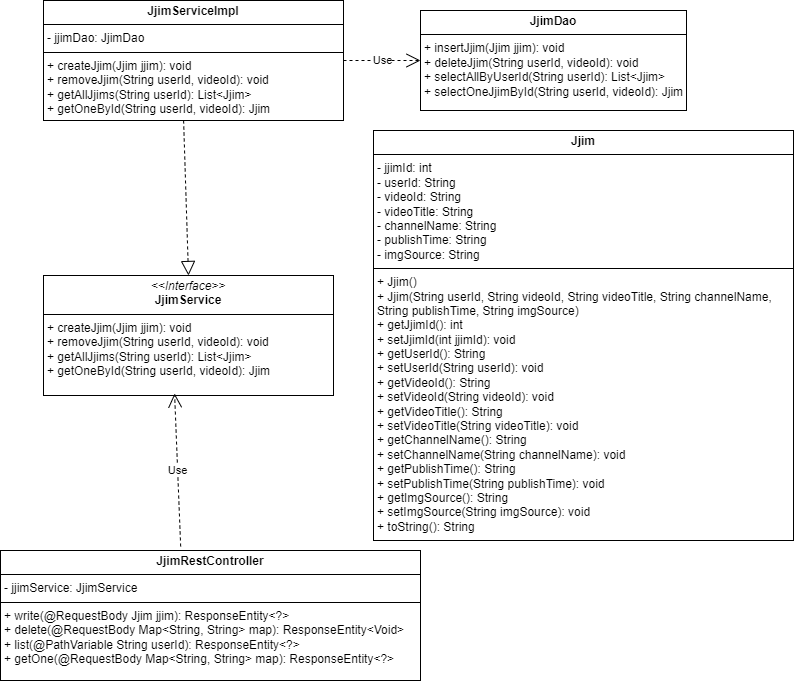 JjimServiceImpl
- jjimDao: JjimDao
+ createJjim(Jjim jjim): void
+ removeJjim(String userId, videoId): void
+ getAllJjims(String userId): List<Jjim>
+ getOneById(String userId, videoId): Jjim
Use
JjimDao
+ insertJjim(Jjim jjim): void
+ deleteJjim(String userId, videoId): void
+ selectAllByUserId(String userId): List<Jjim>
+ selectOneJjimById(String userId, videoId): Jjim
Jjim
- jjimId: int
- userId: String
- videoId: String
- videoTitle: String
- channelName: String
- publishTime: String
- imgSource: String
+ Jjim()
+ Jjim(String userId, String videoId, String videoTitle, String channelName,
String publishTime, String imgSource)
+ getJjimId(): int
+ setJjimId(int jjimId): void
+ getUserId(): String
+ setUserId(String userId): void
+ getVideoId(): String
+ setVideoId(String videoId): void
+ getVideoTitle(): String
+ setVideoTitle(String videoTitle): void
+ getChannelName(): String
+ setChannelName(String channelName): void
+ getPublishTime(): String
+ setPublishTime(String publishTime): void
+ getImgSource(): String
+ setImgSource(String imgSource): void
+ toString(): String
<<Interface>>
JjimService
+ createJjim(Jjim jjim): void
+ removeJjim(String userId, videoId): void
+ getAllJjims(String userId): List<Jjim>
+ getOneById(String userId, videoId): Jjim
Use
JjimRestController
- jjimService: JjimService
+ write(@RequestBody Jjim jjim): ResponseEntity<?>
+ delete(@RequestBody Map<String, String> map): ResponseEntity<Void>
+ list(@PathVariable String userId): ResponseEntity<?>
+ getOne(@RequestBody Map<String, String> map): ResponseEntity<?>